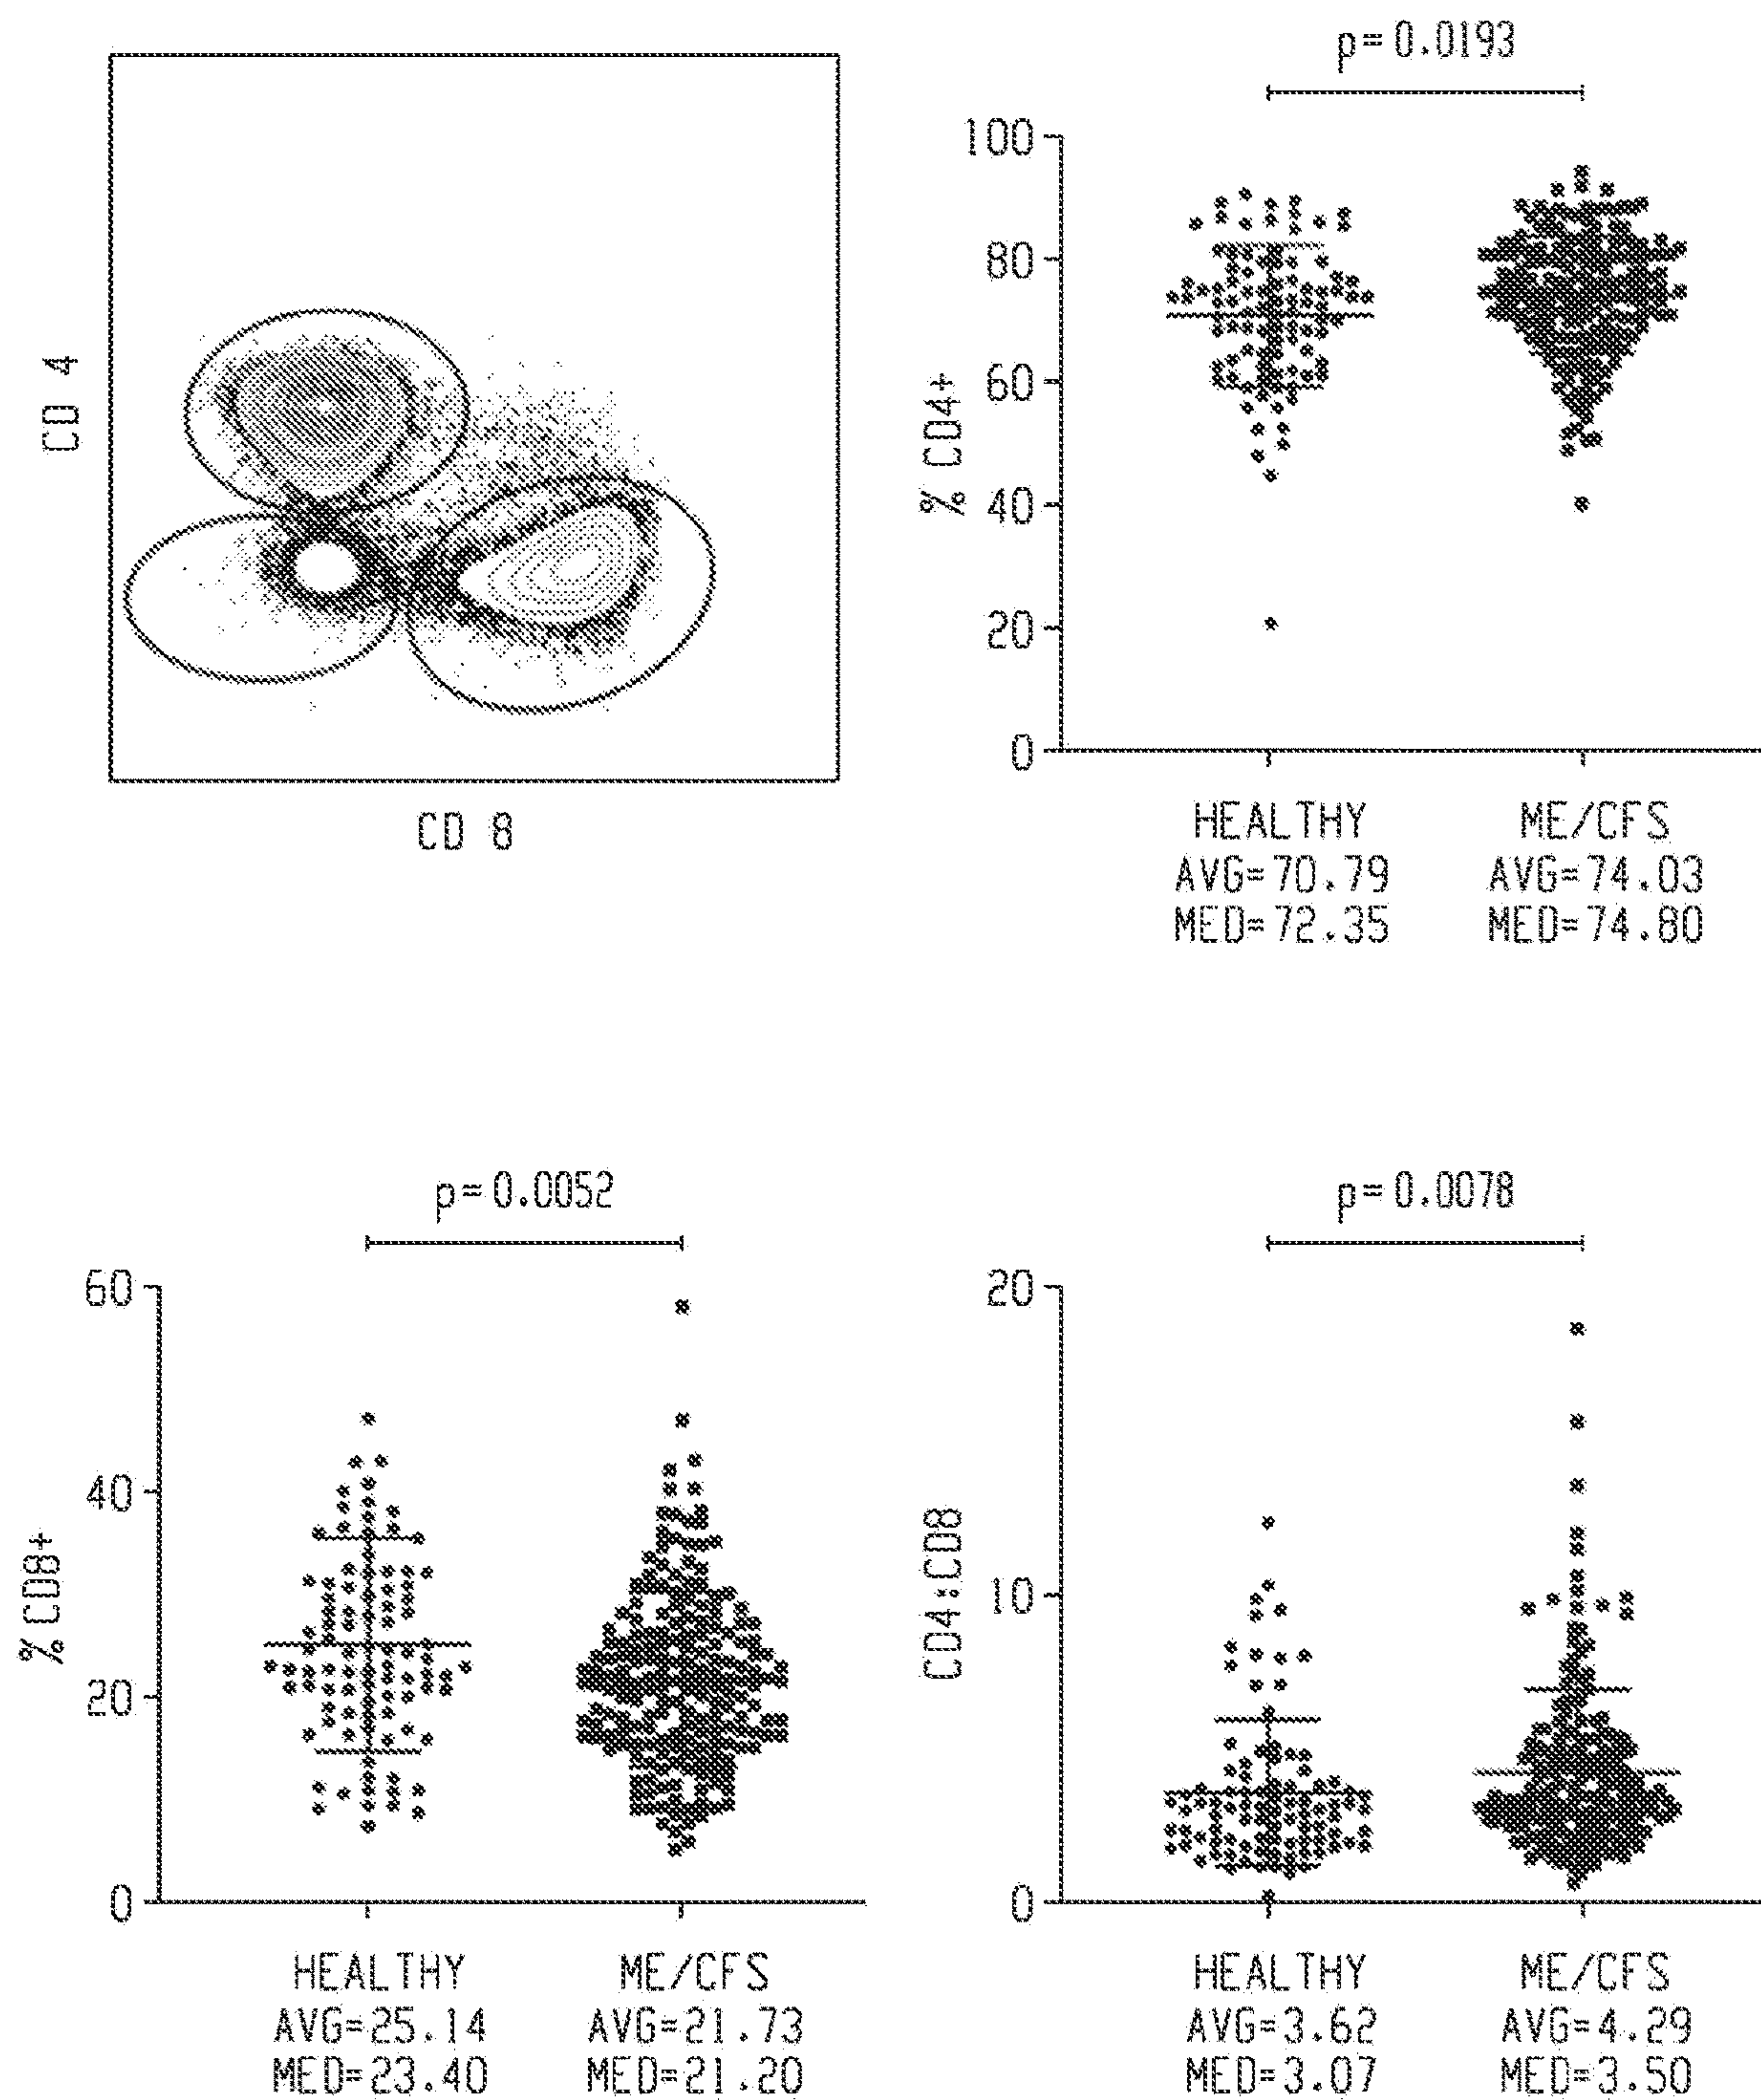 CD 4
CD 8
p=0.0193
% CD4+
100
80
60
40
20
0
HEALTHY ME/CFS
AVG=70.79 AVG=74.03
MED=72.35 MED=74.80
p=0.0052
% CD8+
60
40
20
0
HEALTHY ME/CFS
AVG=25.14 AVG=21.73
MED=23.40 MED=21.20
p=0.0078
CD4:CD8
20
10
0
HEALTHY ME/CFS
AVG=3.62 AVG=4.29
MED=3.07 MED=3.50